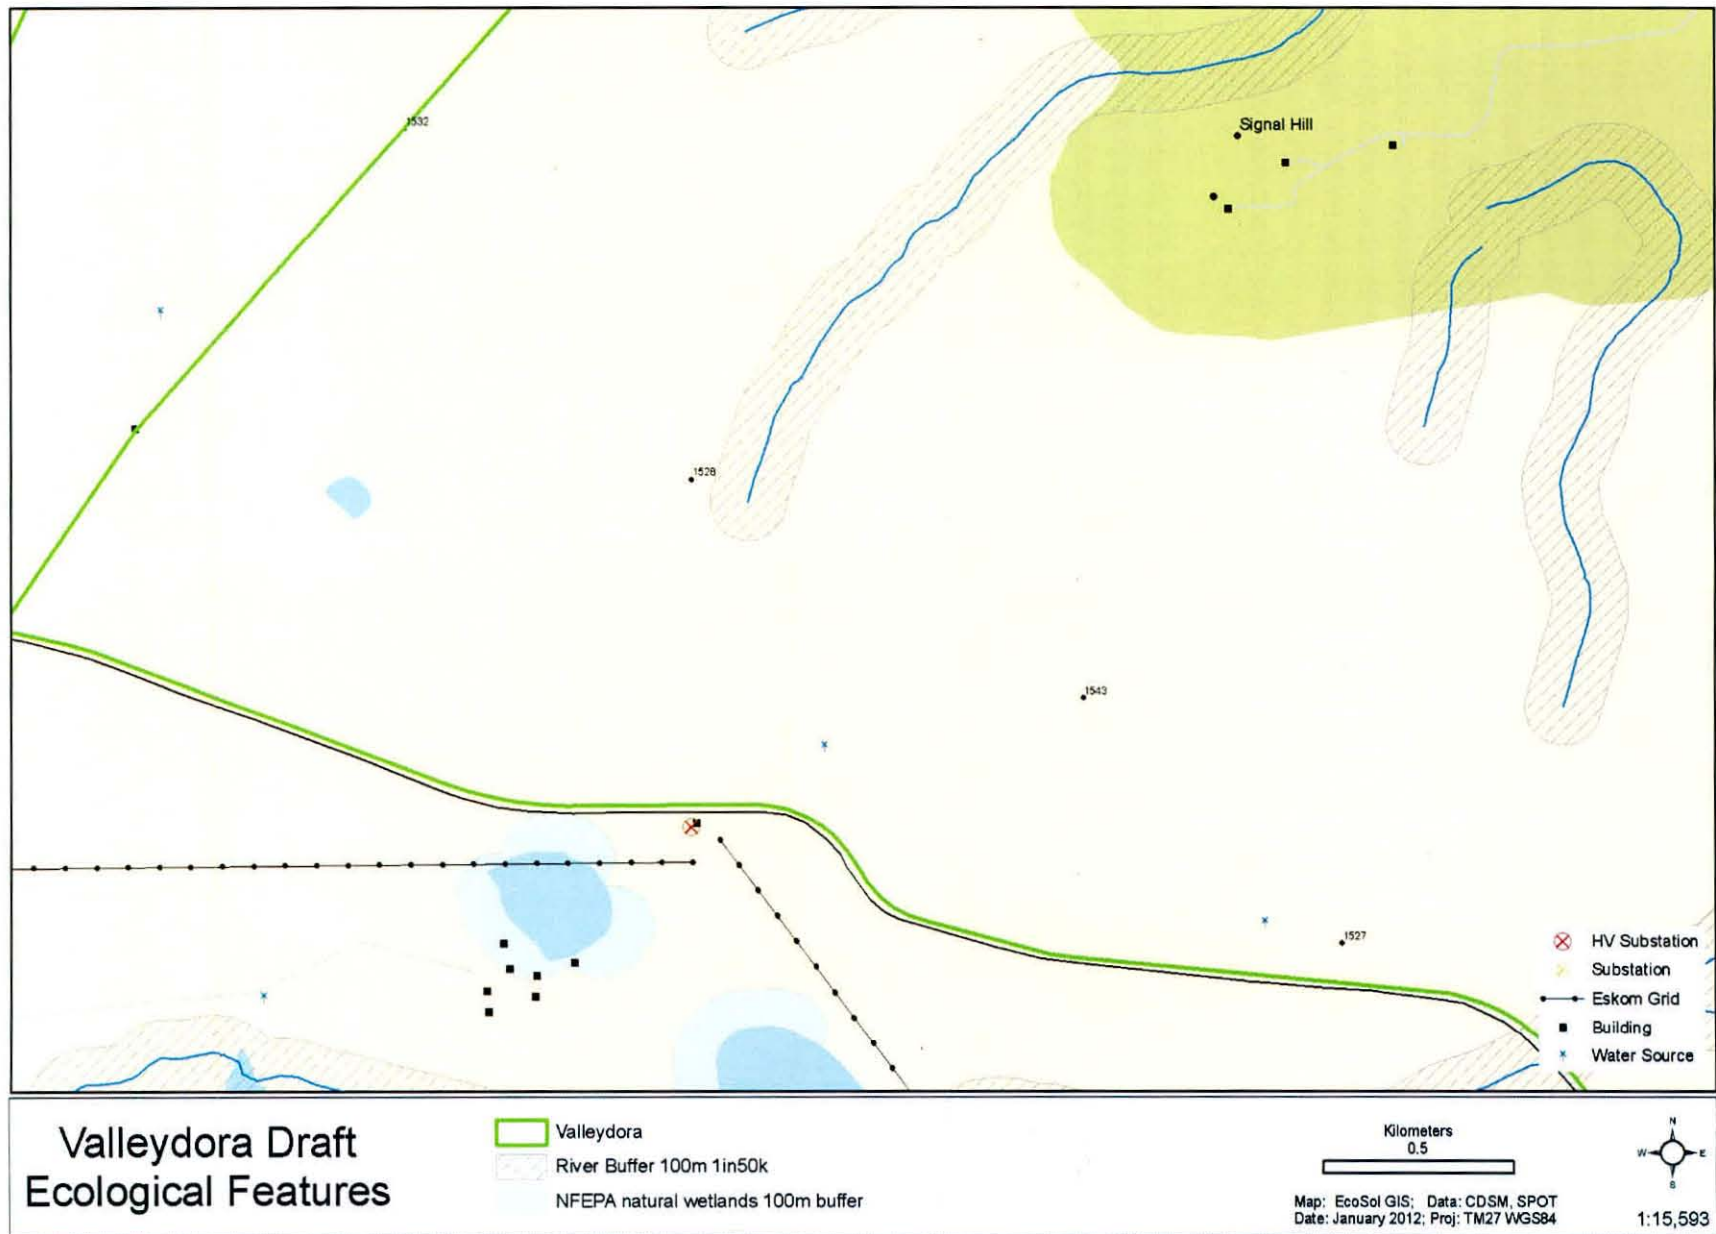 1532
Signal Hill
1528
1543
1527
HV Substation
Substation
Eskom Grid
Building
Water Source
Valleydora Draft
Ecological Features
Valleydora
River Buffer 100m 1in50k
NFEPA natural wetlands 100m buffer
Kilometers
0.5
Map: EcoSol GIS; Data: CDSM, SPOT
Date: January 2012; Proj: TM27 WGS84
N
W
E
S
1:15,593